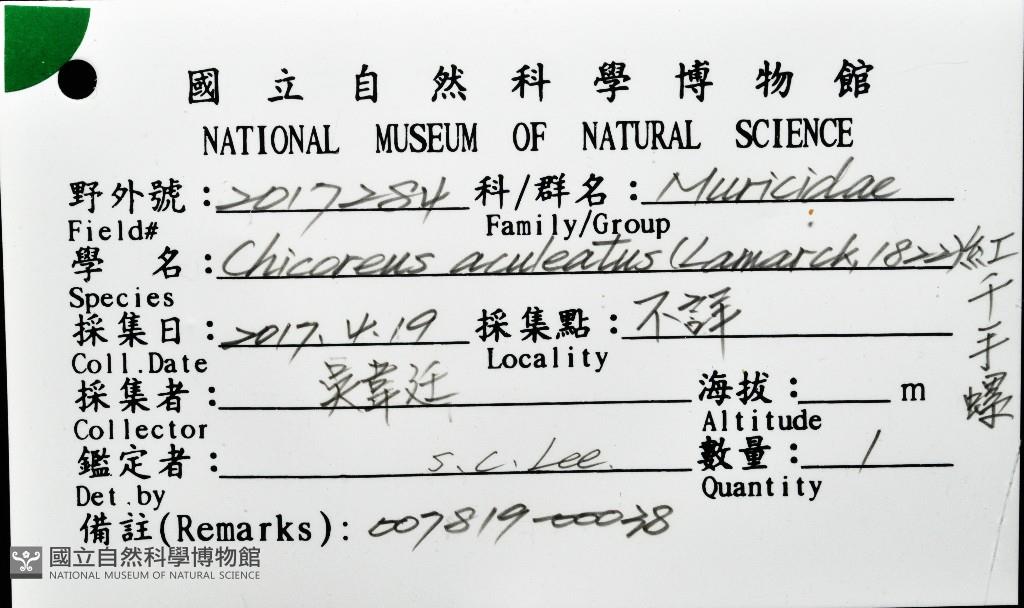 國立自然科學博物館
NATIONAL MUSEUM OF NATURAL SCIENCE
野外號：2017284 科/群名：Muricidae
Field# Family/Group
學名：Chicoreus aculeatus (Lamarck, 1822) 紅千手螺
Species
採集日：2017.4.19 採集點：不詳
Coll.Date Locality
採集者：吳韋廷 海拔：m
Collector Altitude
鑑定者：S.C.Lee. 數量：1
Det.by Quantity
備註(Remarks): 007819-00038
國立自然科學博物館
NATIONAL MUSEUM OF NATURAL SCIENCE